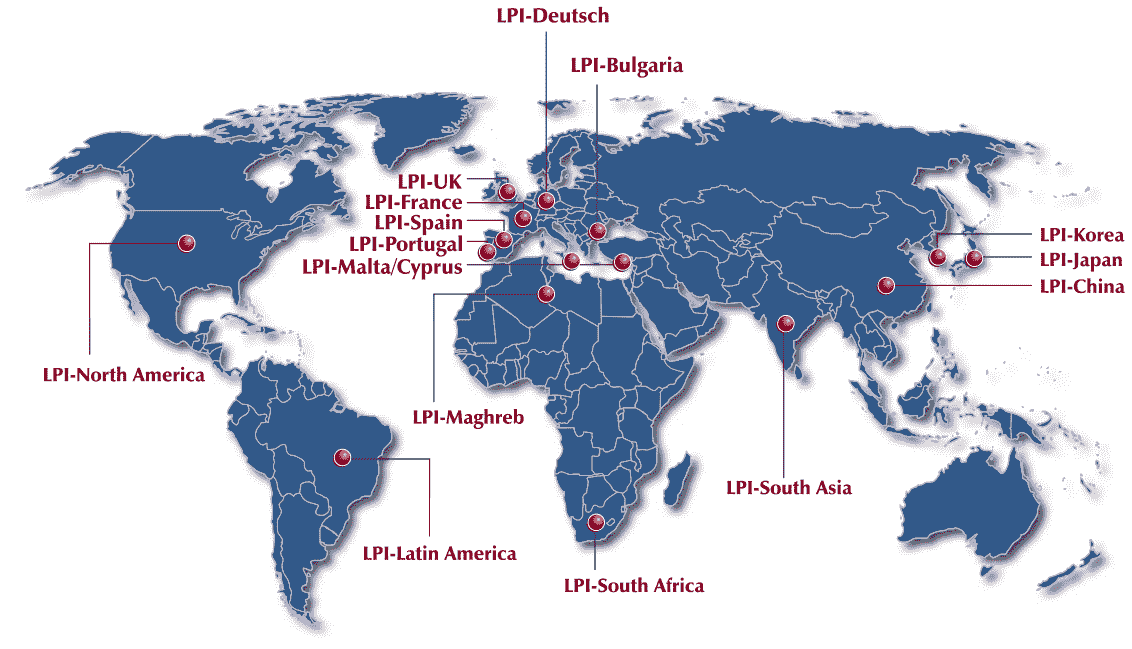 LPI-Deutsch
LPI-Bulgaria
LPI-UK
LPI-France
LPI-Spain
LPI-Portugal
LPI-Malta/Cyprus
LPI-Korea
LPI-Japan
LPI-China
LPI-North America
LPI-Maghreb
LPI-South Asia
LPI-Latin America
LPI-South Africa